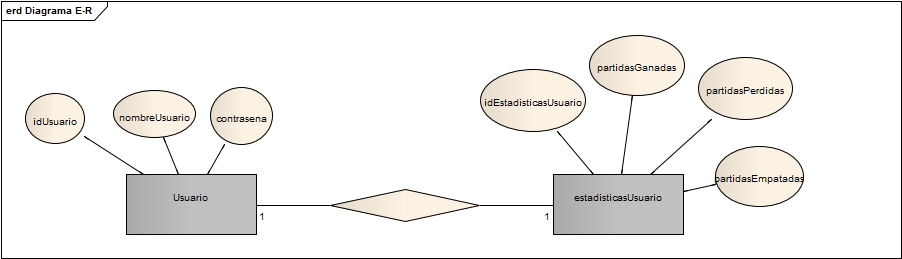 erd Diagrama E-R
partidasGanadas
idEstadisticasUsuario
partidasPerdidas
idUsuario
nombreUsuario
contrasena
partidasEmpatadas
Usuario
estadisticasUsuario
1
1